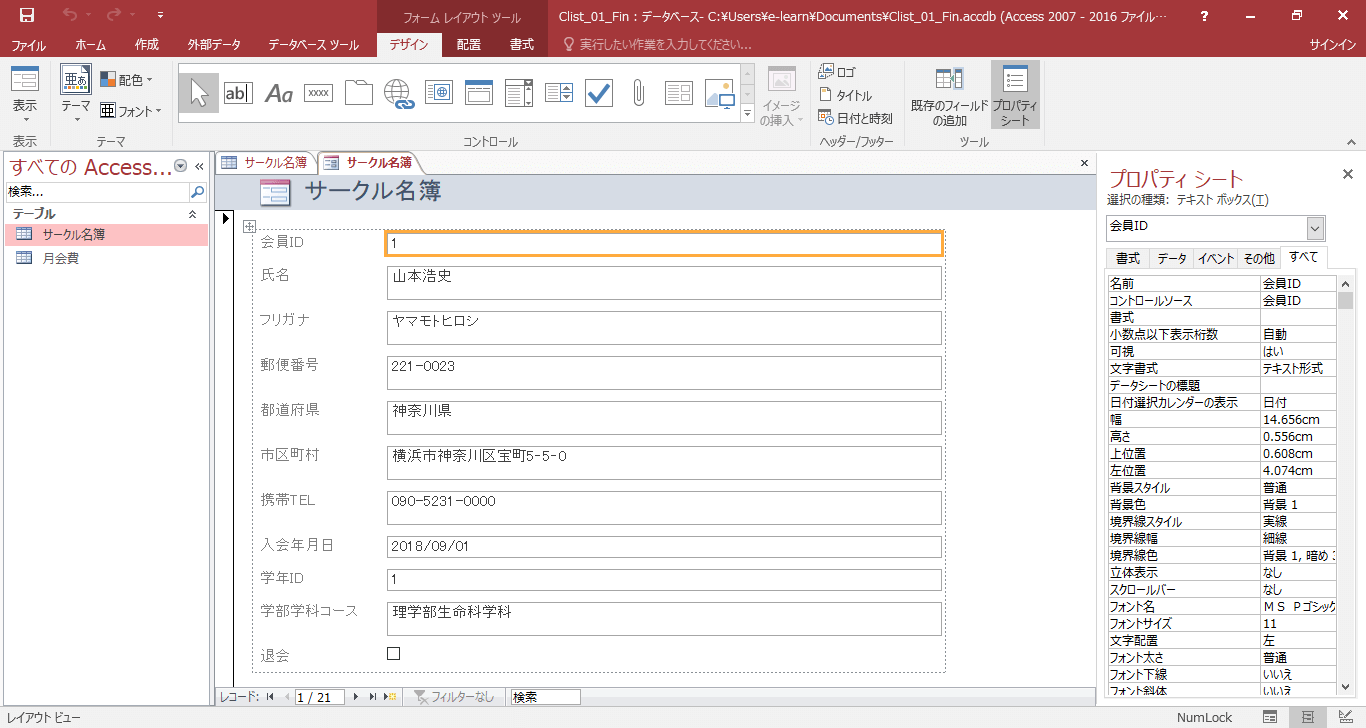 フォーム レイアウト ツール
Clist_01_Fin : データベース- C:¥Users¥e-learn¥Documents¥Clist_01_Fin.accdb (Access 2007 - 2016 ファイル…
?
ファイル ホーム 作成 外部データ データベース ツール デザイン 配置 書式 実行したい作業を入力してください... サインイン
表示
亜あ
テーマ
配色
フォント
ab|
Aa
xxxx
イメージ
の挿入
ロゴ
タイトル
日付と時刻
既存のフィールド
の追加
プロパティ
シート
表示 テーマ コントロール ヘッダー/フッター ツール
すべての Access...
検索...
テーブル
サークル名簿
月会費
サークル名簿 サークル名簿
サークル名簿
会員ID 1
氏名 山本浩史
フリガナ ヤマモトヒロシ
郵便番号 221-0023
都道府県 神奈川県
市区町村 横浜市神奈川区宝町5-5-0
携帯TEL 090-5231-0000
入会年月日 2018/09/01
学年ID 1
学部学科コース 理学部生命科学科
退会
レコード: 1 / 21 フィルターなし 検索
プロパティ シート
選択の種類: テキスト ボックス(T)
会員ID
書式 データ イベント その他 すべて
名前 会員ID
コントロールソース 会員ID
書式
小数点以下表示桁数 自動
可視 はい
文字書式 テキスト形式
データシートの標題
日付選択カレンダーの表示 日付
幅 14.656cm
高さ 0.556cm
上位置 0.608cm
左位置 4.074cm
背景スタイル 普通
背景色 背景 1
境界線スタイル 実線
境界線幅 細線
境界線色 背景 1, 暗め
立体表示 なし
スクロールバー なし
フォント名 ＭＳ Ｐゴシック
フォントサイズ 11
文字配置 左
フォント太さ 普通
フォント下線 いいえ
フォント斜体 いいえ
レイアウト ビュー NumLock